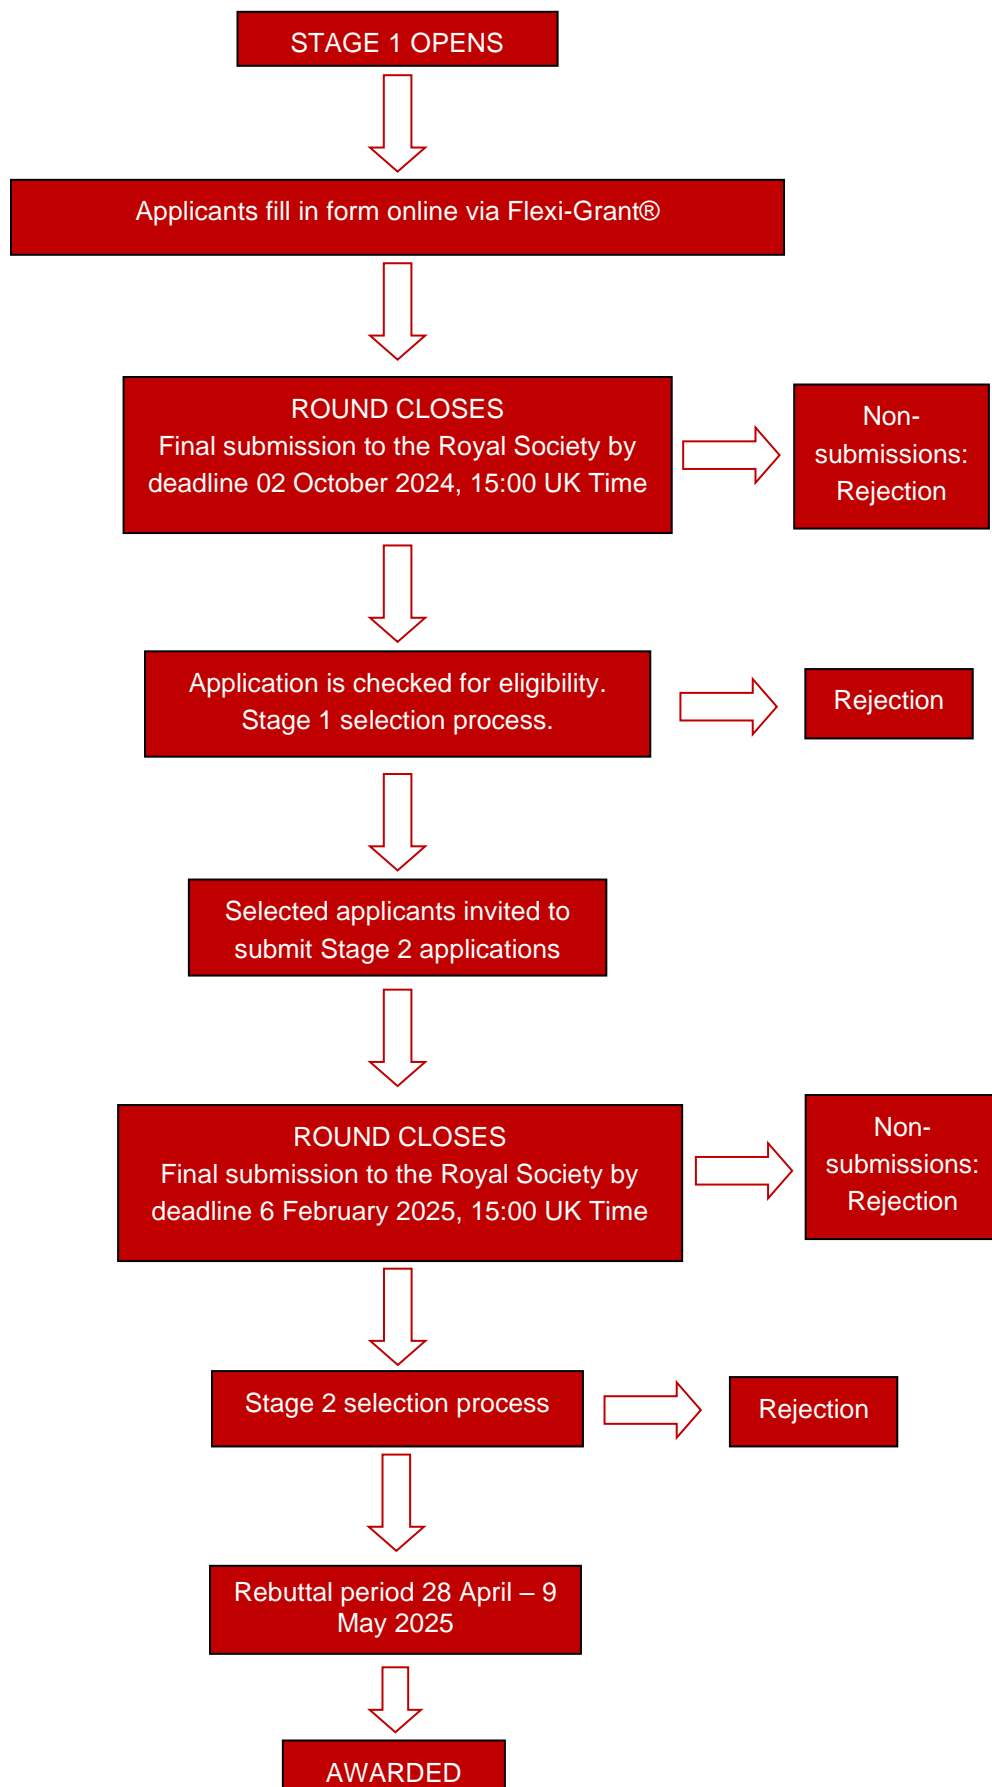 STAGE 1 OPENS
Applicants fill in form online via Flexi-Grant®
ROUND CLOSES
Final submission to the Royal Society by
deadline 02 October 2024, 15:00 UK Time
Non-
submissions:
Rejection
Application is checked for eligibility.
Stage 1 selection process.
Rejection
Selected applicants invited to
submit Stage 2 applications
ROUND CLOSES
Final submission to the Royal Society by
deadline 6 February 2025, 15:00 UK Time
Non-
submissions:
Rejection
Stage 2 selection process
Rejection
Rebuttal period 28 April – 9
May 2025
AWARDED